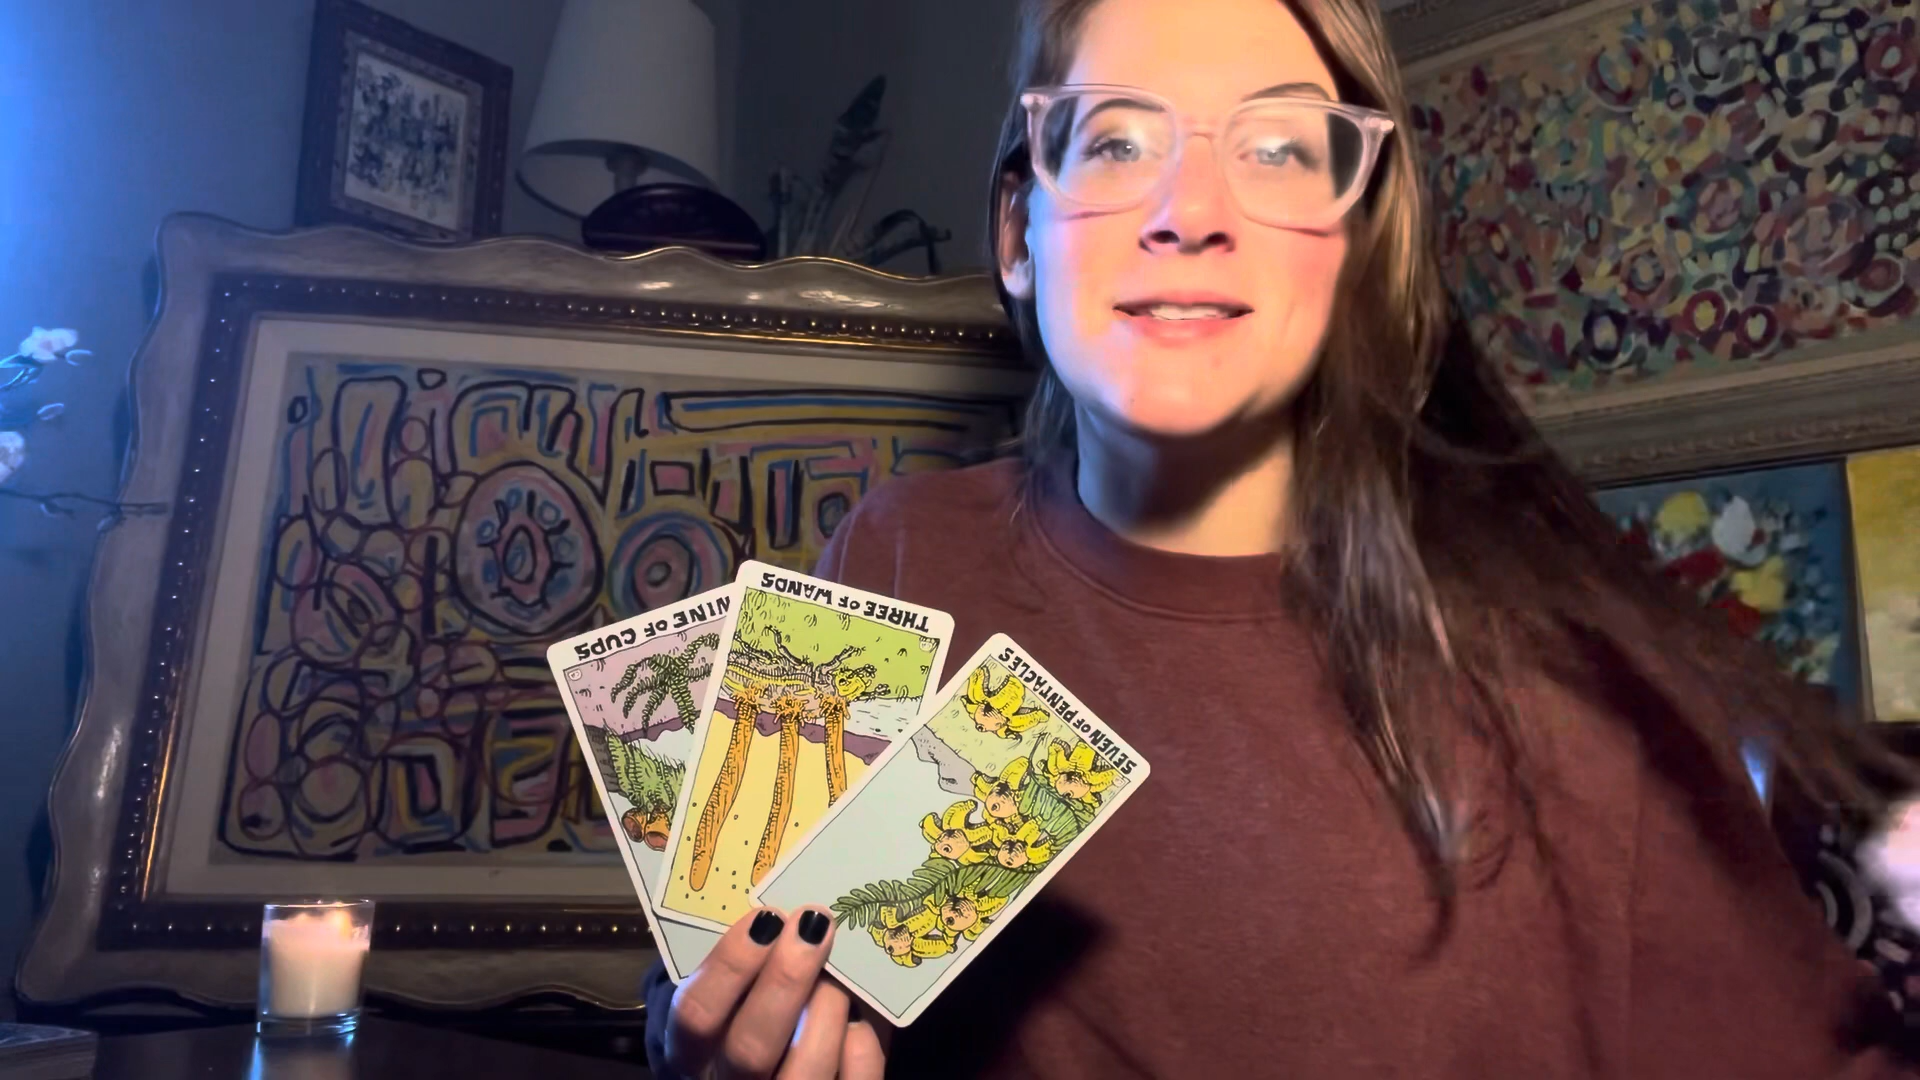 NINE OF CUPS
THREE OF WANDS
SEVEN OF PENTACLES